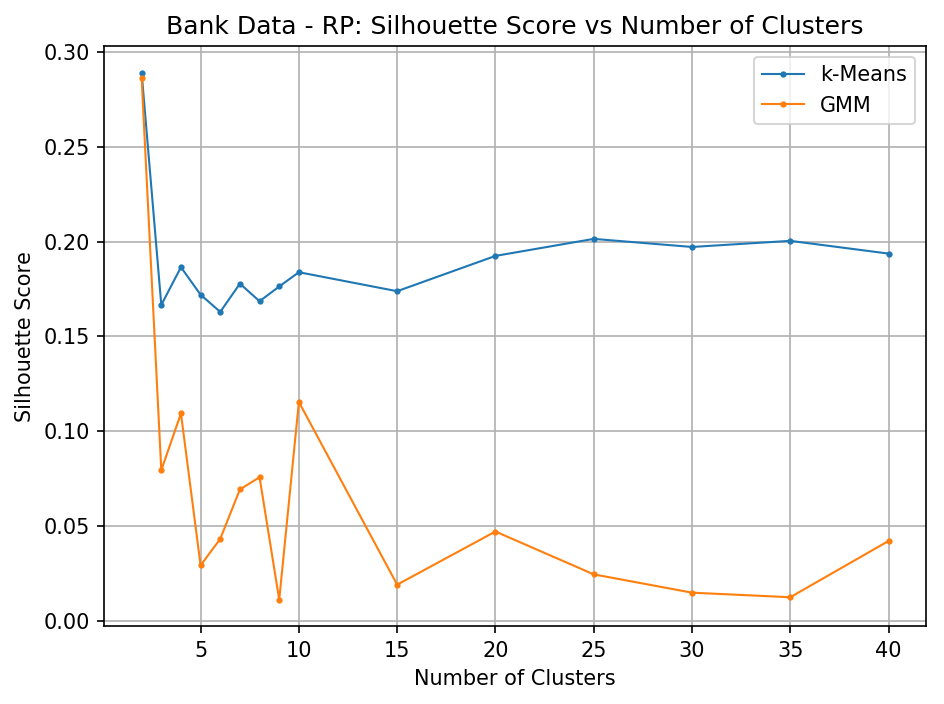 Bank Data - RP: Silhouette Score vs Number of Clusters
k-Means
GMM
Silhouette Score
0.30
0.25
0.20
0.15
0.10
0.05
0.00
5 10 15 20 25 30 35 40
Number of Clusters